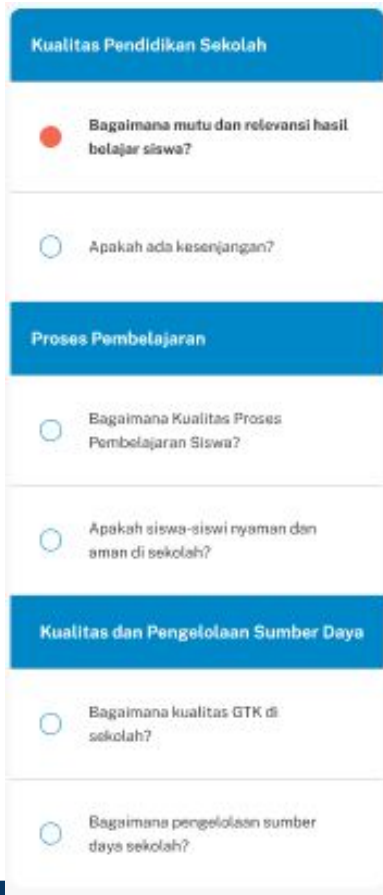 Kualitas Pendidikan Sekolah
Bagaimana mutu dan relevansi hasil
belajar siswa?
Apakah ada kesenjangan?
Proses Pembelajaran
Bagaimana Kualitas Proses
Pembelajaran Siswa?
Apakah siswa-siswi nyaman dan
aman di sekolah?
Kualitas dan Pengelolaan Sumber Daya
Bagaimana kualitas GTK di
sekolah?
Bagaimana pengelolaan sumber
daya sekolah?